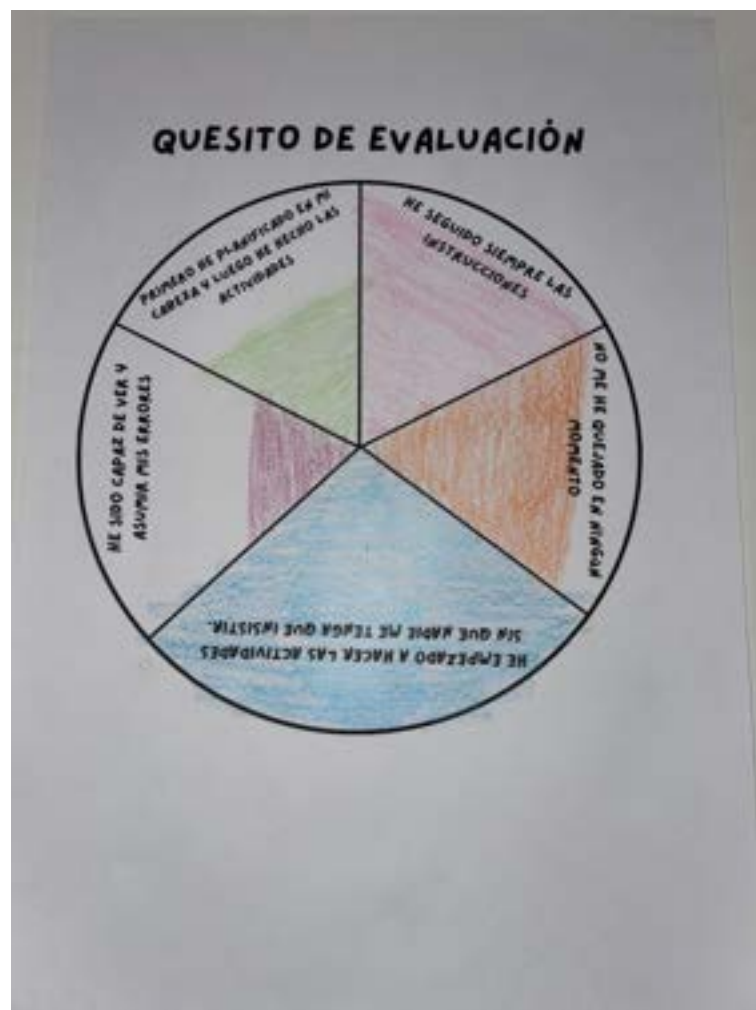 QUESITO DE EVALUACIÓN
PRIMERO HE PLANIFICADO EN MI
CABEZA Y LUEGO HE HECHO LAS
ACTIVIDADES
HE SEGUIDO SIEMPRE LAS
INSTRUCCIONES
NO ME HE QUEJADO EN NINGUN
MOMENTO
HE EMPEZADO A HACER LAS ACTIVIDADES
SIN QUE NADIE ME TENGA QUE INSISTIR.
HE SIDO CAPAZ DE VER Y
ASUMIR MIS ERRORES